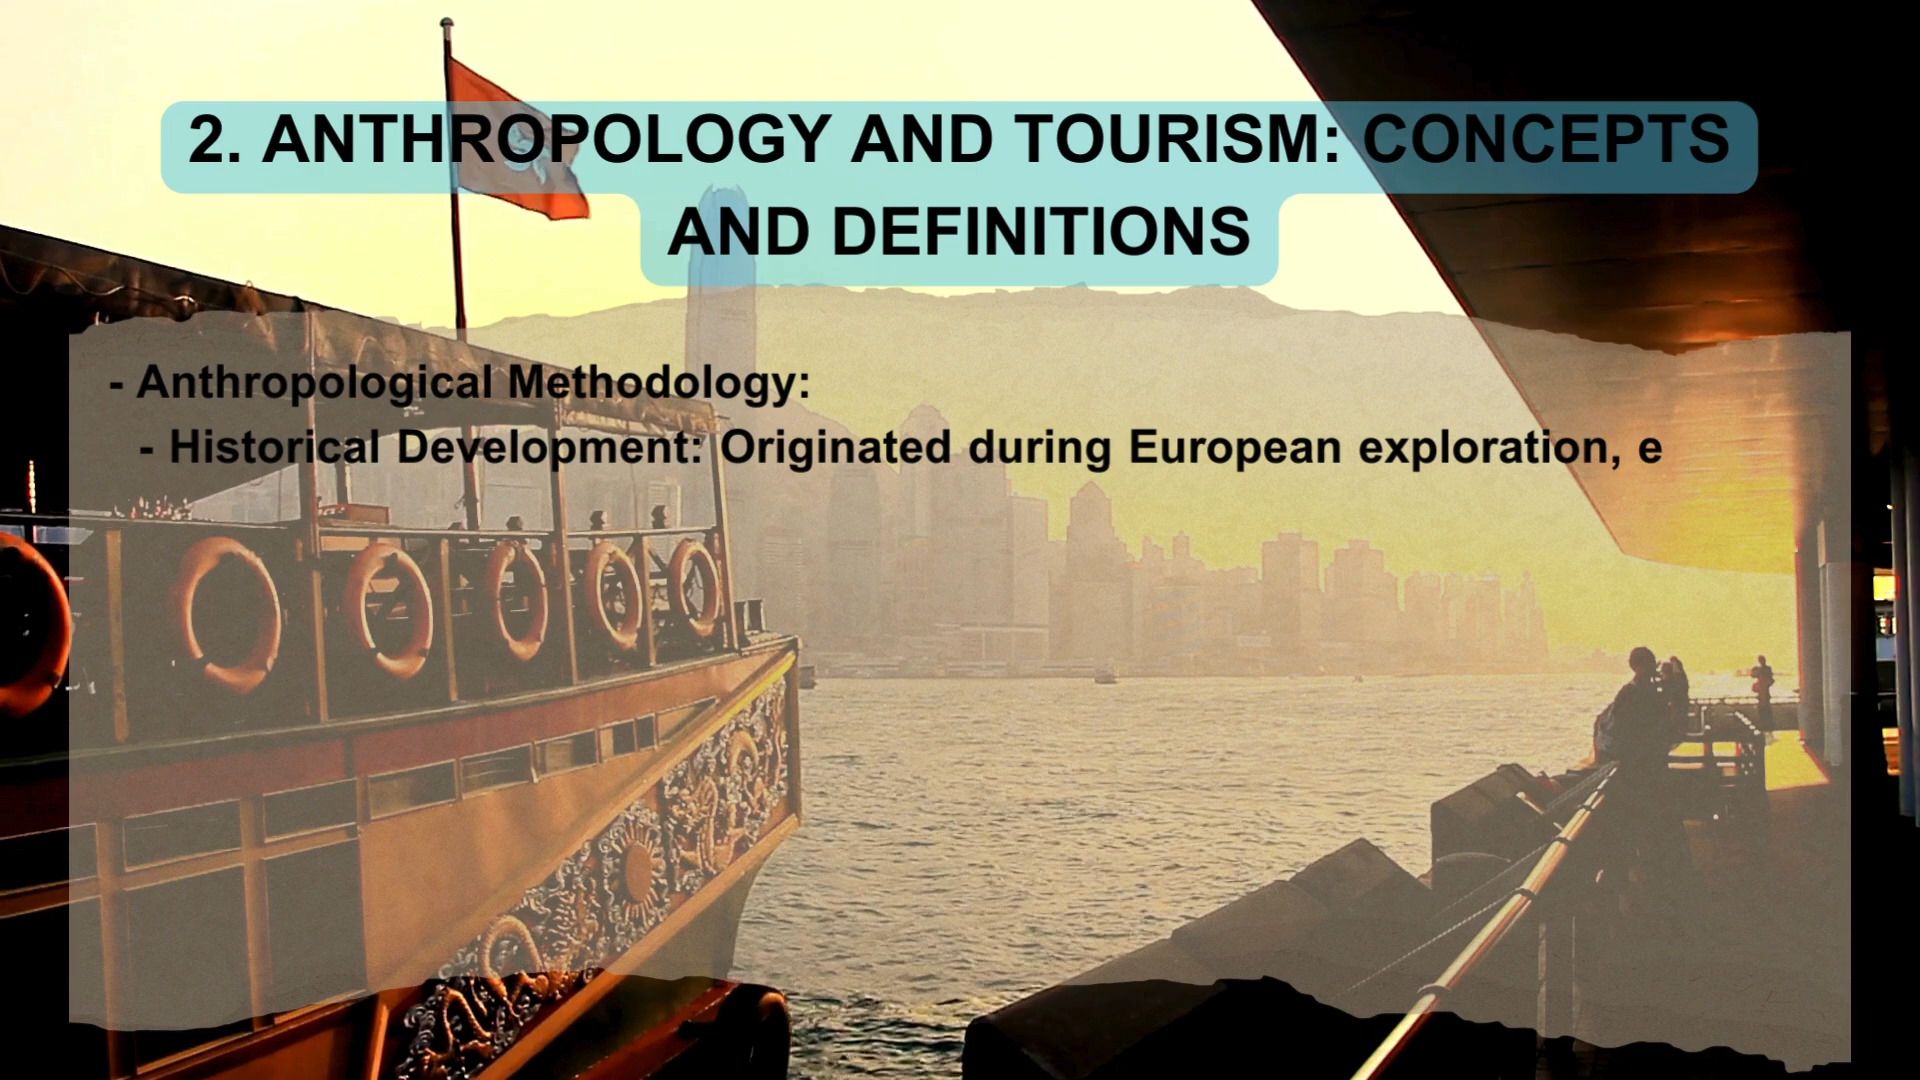 2. ANTHROPOLOGY AND TOURISM: CONCEPTS
AND DEFINITIONS
- Anthropological Methodology:
- Historical Development: Originated during European exploration, e